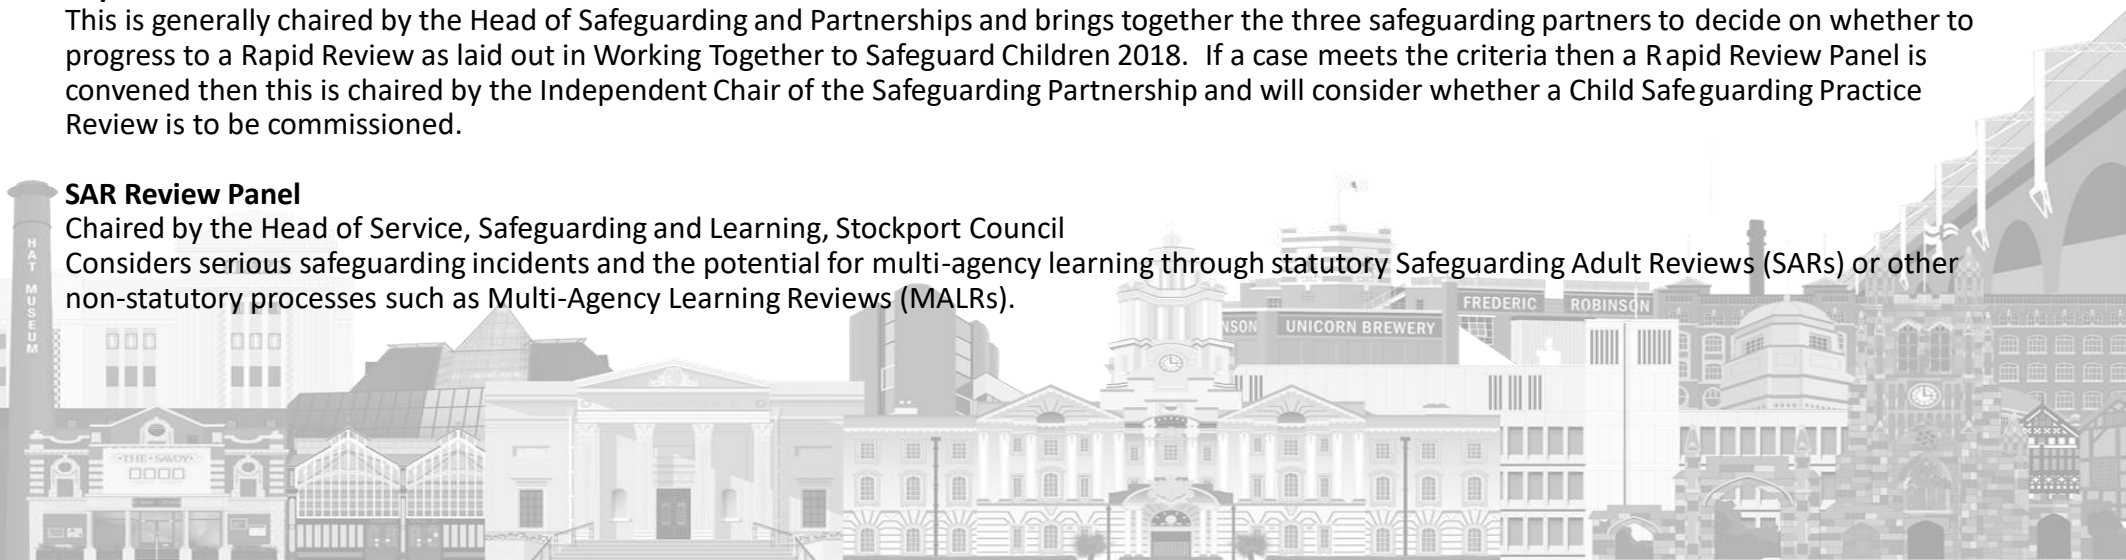 This is generally chaired by the Head of Safeguarding and Partnerships and brings together the three safeguarding partners to decide on whether to
progress to a Rapid Review as laid out in Working Together to Safeguard Children 2018.  If a case meets the criteria then a Rapid Review Panel is
convened then this is chaired by the Independent Chair of the Safeguarding Partnership and will consider whether a Child Safeguarding Practice
Review is to be commissioned.
SAR Review Panel
Chaired by the Head of Service, Safeguarding and Learning, Stockport Council
Considers serious safeguarding incidents and the potential for multi-agency learning through statutory Safeguarding Adult Reviews (SARs) or other
non-statutory processes such as Multi-Agency Learning Reviews (MALRs).
HAT MUSEUM
FREDERIC ROBINSON
NSON UNICORN BREWERY
·THE·SAVOY·